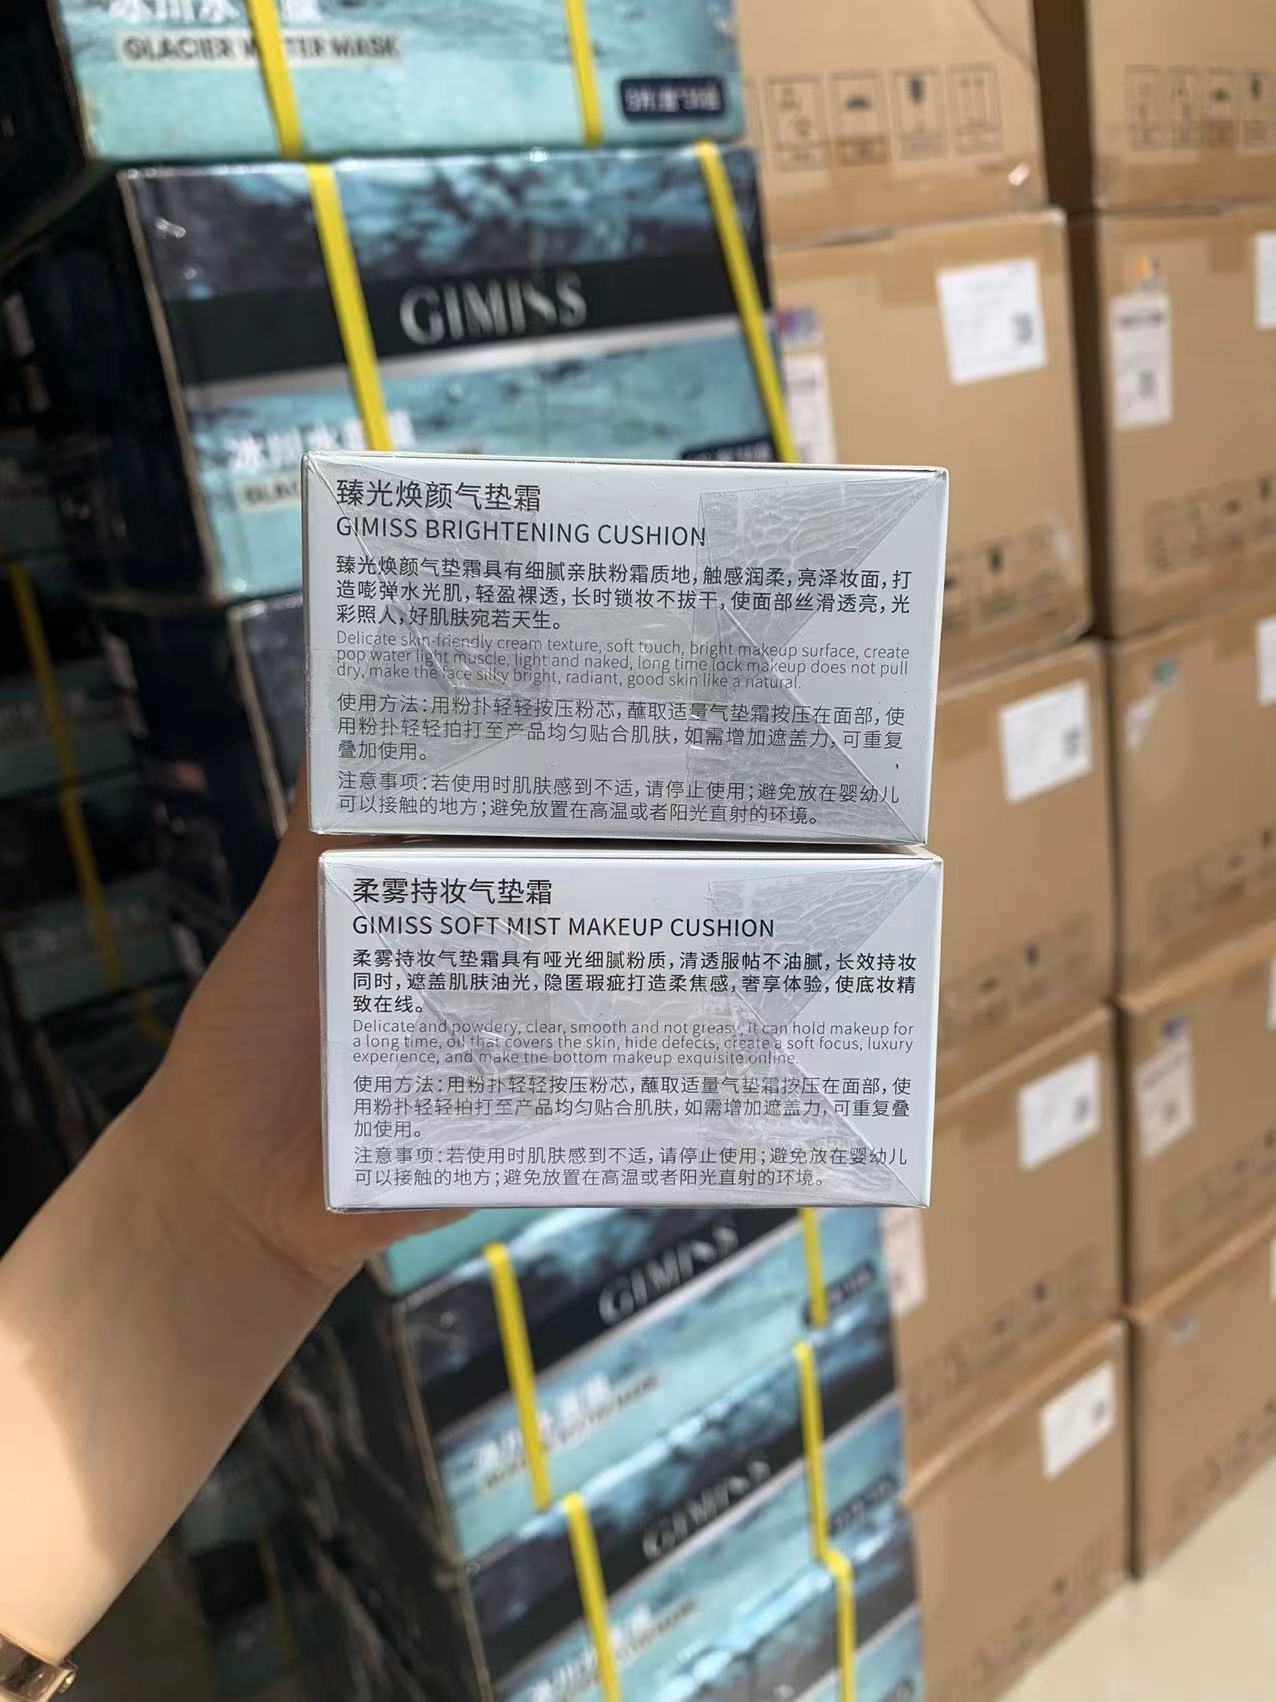 GLACIER WATER MASK
GIMISS
臻光焕颜气垫霜
GIMISS BRIGHTENING CUSHION
臻光焕颜气垫霜具有细腻亲肤粉霜质地,触感润柔,亮泽妆面,打
造嘭弹水光肌,轻盈裸透,长时锁妆不拔干,使面部丝滑透亮,光
彩照人,好肌肤宛若天生。
Delicate skin-friendly cream texture, soft touch, bright makeup surface, create
pop water light muscle, light and naked, long time lock makeup does not pull
dry, make the face silky bright, radiant, good skin like a natural.
使用方法:用粉扑轻轻按压粉芯,蘸取适量气垫霜按压在面部,使
用粉扑轻轻拍打至产品均匀贴合肌肤,如需增加遮盖力,可重复
叠加使用。
注意事项:若使用时肌肤感到不适,请停止使用;避免放在婴幼儿
可以接触的地方;避免放置在高温或者阳光直射的环境。
柔雾持妆气垫霜
GIMISS SOFT MIST MAKEUP CUSHION
柔雾持妆气垫霜具有哑光细腻粉质,清透服帖不油腻,长效持妆
同时,遮盖肌肤油光,隐匿瑕疵打造柔焦感,奢享体验,使底妆精
致在线。
Delicate and powdery, clear, smooth and not greasy, it can hold makeup for
a long time, oil that covers the skin, hide defects, create a soft focus, luxury
experience, and make the bottom makeup exquisite online.
使用方法:用粉扑轻轻按压粉芯,蘸取适量气垫霜按压在面部,使
用粉扑轻轻拍打至产品均匀贴合肌肤,如需增加遮盖力,可重复叠
加使用。
注意事项:若使用时肌肤感到不适,请停止使用;避免放在婴幼儿
可以接触的地方;避免放置在高温或者阳光直射的环境。
GIMISS
GIMISS